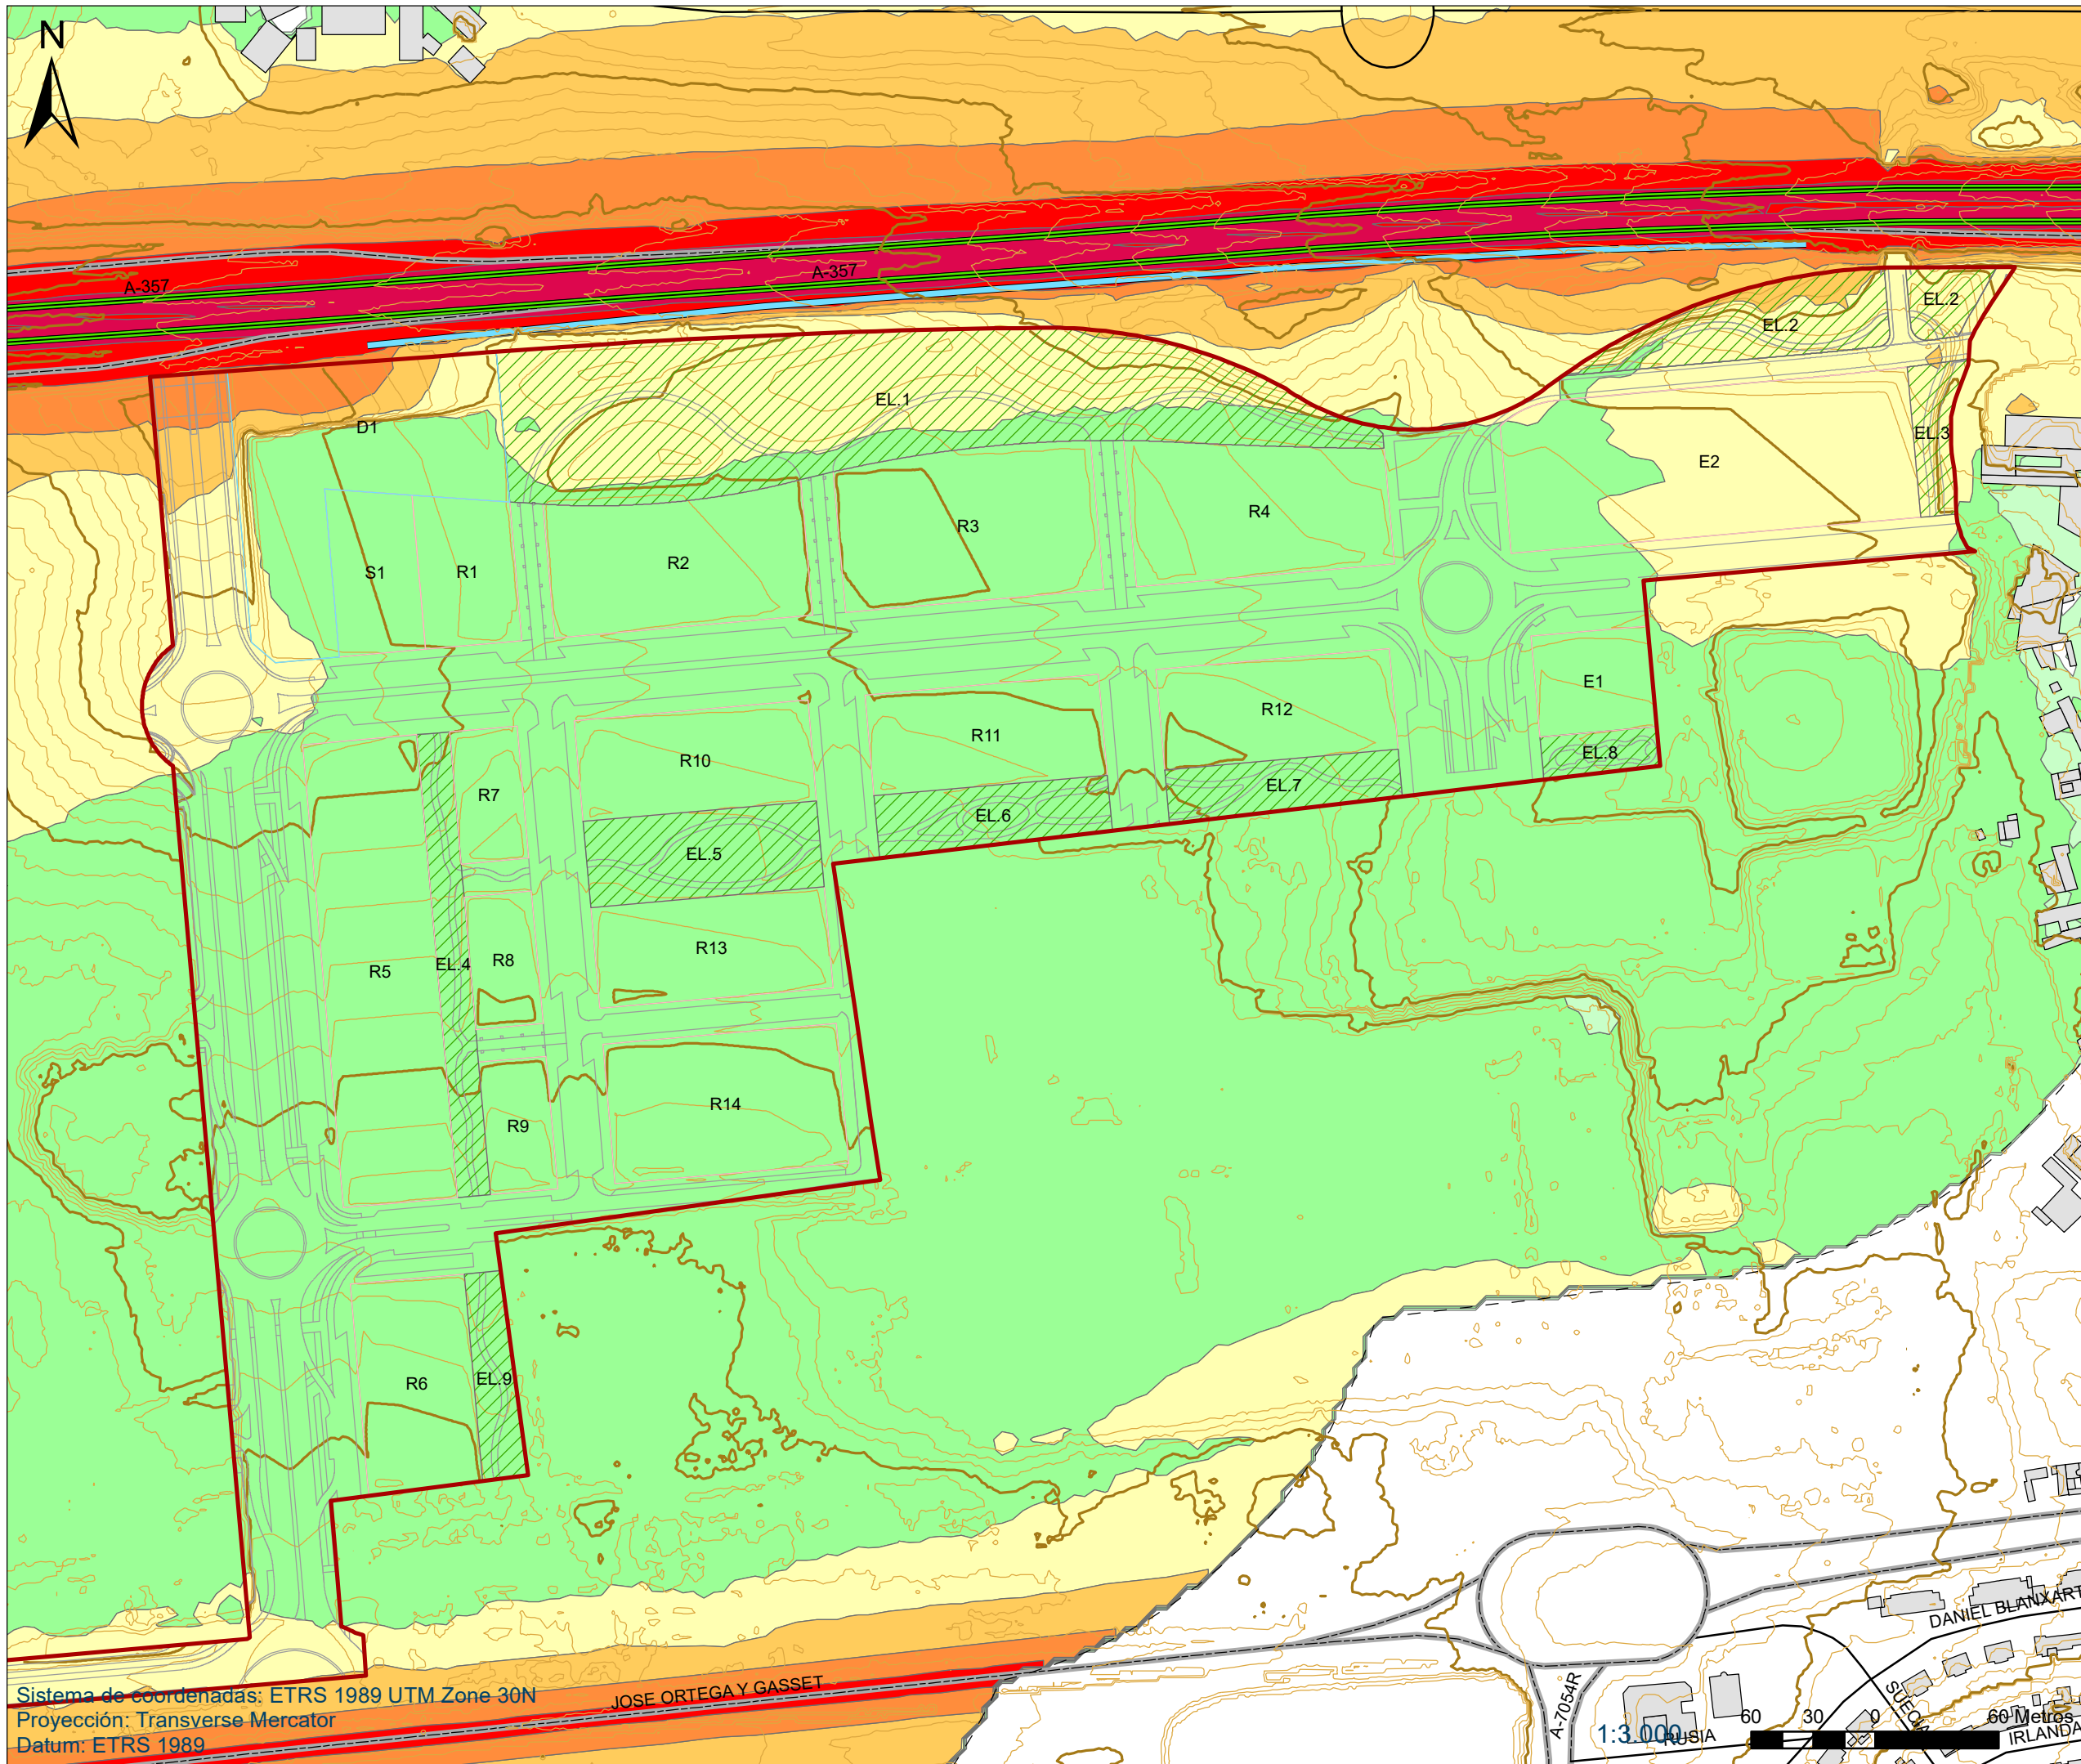 N
A-357
A-357
EL.2
EL.2
EL.1
D1
EL.3
E2
R4
R3
R2
S1
R1
E1
R12
R11
EL.8
R10
EL.7
R7
EL.6
EL.5
R13
R8
EL.4
R5
R14
R9
EL.9
R6
DANIEL BLANXART
JOSE ORTEGA Y GASSET
A-7054R
SUECIA
RUSIA
IRLANDA
Sistema de coordenadas: ETRS 1989 UTM Zone 30N
Proyección: Transverse Mercator
Datum: ETRS 1989
1:3.000
60 30 0 60 Metros